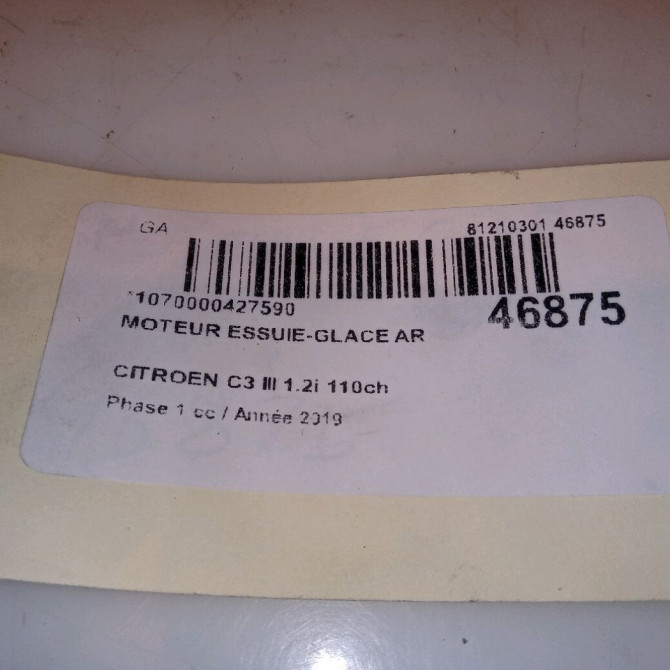 GA 81210301 46875
*1070000427590 46875
MOTEUR ESSUIE-GLACE AR
CITROEN C3 III 1.2i 110ch
Phase 1 cc / Année 2019